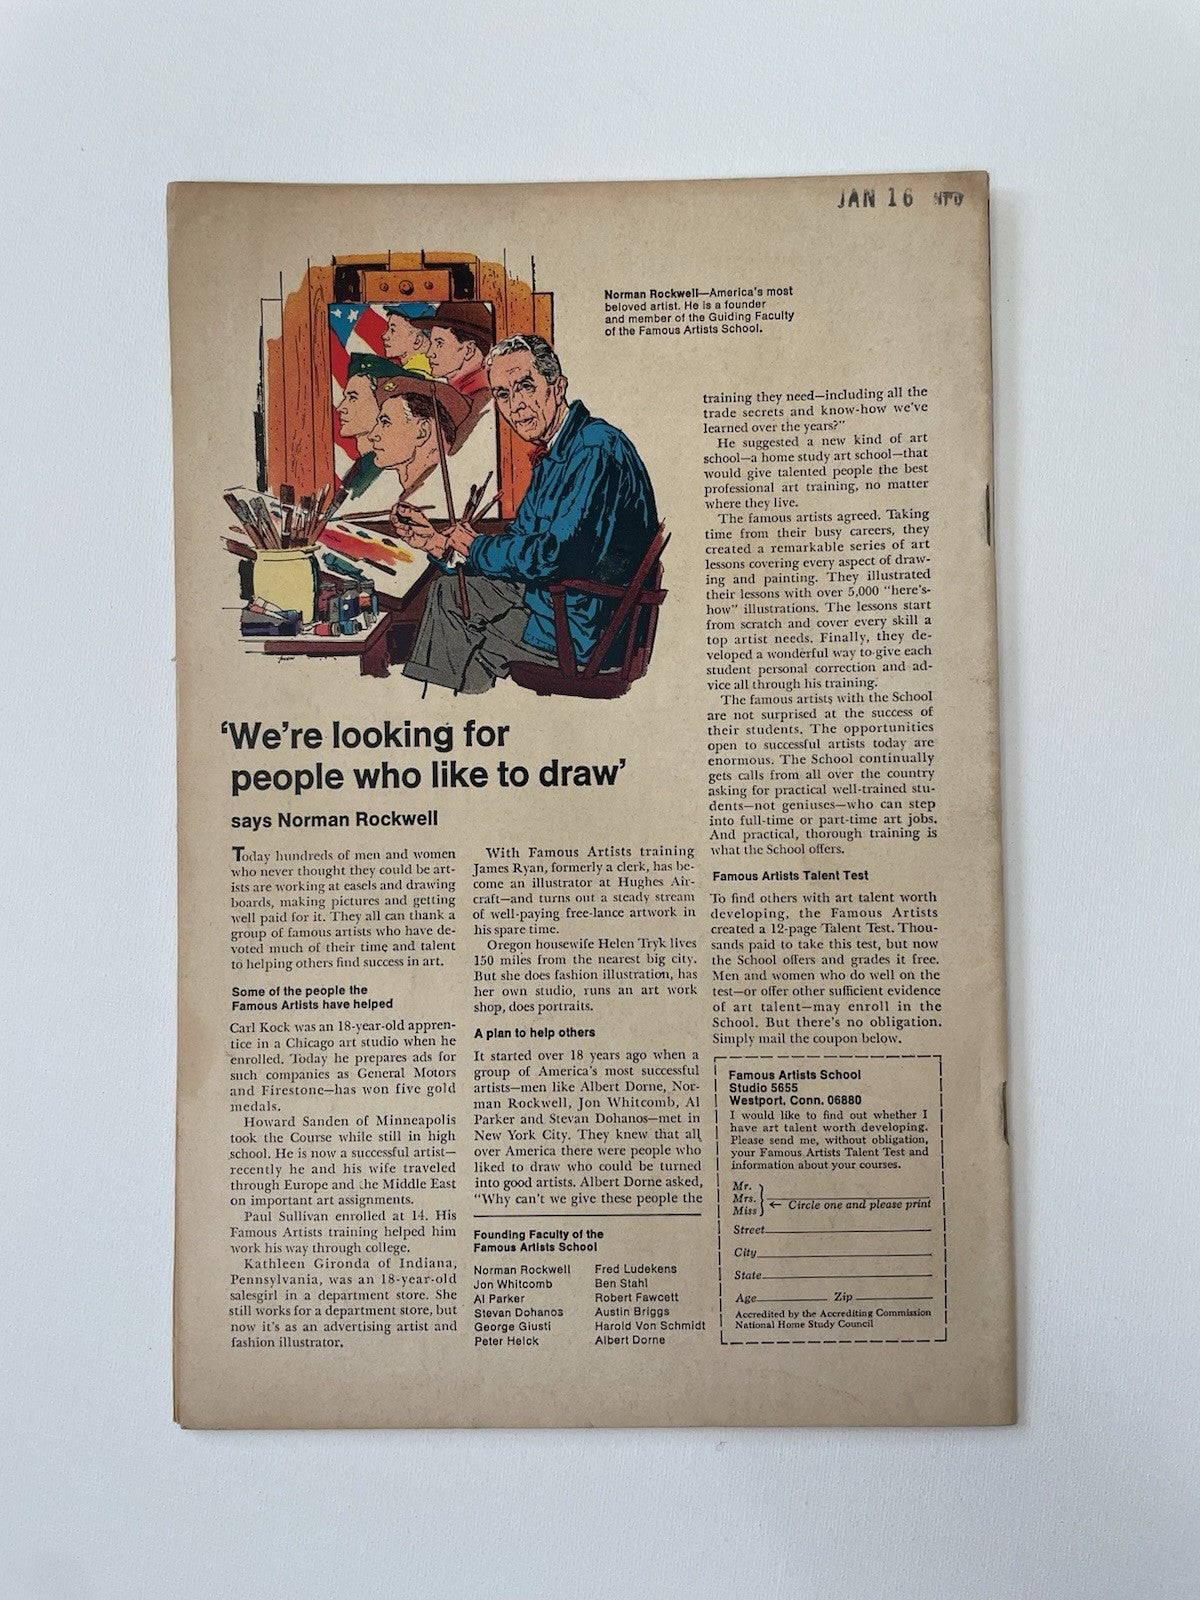 JAN 16
Norman Rockwell—America's most
beloved artist. He is a founder
and member of the Guiding Faculty
of the Famous Artists School.
'We're looking for
people who like to draw'
says Norman Rockwell
Today hundreds of men and women
who never thought they could be art-
ists are working at easels and drawing
boards, making pictures and getting
well paid for it. They all can thank a
group of famous artists who have de-
voted much of their time and talent
to helping others find success in art.
Some of the people the
Famous Artists have helped
Carl Kock was an 18-year-old appren-
tice in a Chicago art studio when he
enrolled. Today he prepares ads for
such companies as General Motors
and Firestone—has won five gold
medals.
Howard Sanden of Minneapolis
took the Course while still in high
school. He is now a successful artist—
recently he and his wife traveled
through Europe and the Middle East
on important art assignments.
Paul Sullivan enrolled at 14. His
Famous Artists training helped him
work his way through college.
Kathleen Gironda of Indiana,
Pennsylvania, was an 18-year-old
salesgirl in a department store. She
still works for a department store, but
now it's as an advertising artist and
fashion illustrator.
With Famous Artists training
James Ryan, formerly a clerk, has be-
come an illustrator at Hughes Air-
craft—and turns out a steady stream
of well-paying free-lance artwork in
his spare time.
Oregon housewife Helen Tryk lives
150 miles from the nearest big city.
But she does fashion illustration, has
her own studio, runs an art work
shop, does portraits.
A plan to help others
It started over 18 years ago when a
group of America's most successful
artists—men like Albert Dorne, Nor-
man Rockwell, Jon Whitcomb, Al
Parker and Stevan Dohanos—met in
New York City. They knew that all
over America there were people who
liked to draw who could be turned
into good artists. Albert Dorne asked,
"Why can't we give these people the
Founding Faculty of the
Famous Artists School
Norman Rockwell
Jon Whitcomb
Al Parker
Stevan Dohanos
George Giusti
Peter Helck
Fred Ludekens
Ben Stahl
Robert Fawcett
Austin Briggs
Harold Von Schmidt
Albert Dorne
training they need—including all the
trade secrets and know-how we've
learned over the years?"
He suggested a new kind of art
school—a home study art school—that
would give talented people the best
professional art training, no matter
where they live.
The famous artists agreed. Taking
time from their busy careers, they
created a remarkable series of art
lessons covering every aspect of draw-
ing and painting. They illustrated
their lessons with over 5,000 "here's-
how" illustrations. The lessons start
from scratch and cover every skill a
top artist needs. Finally, they de-
veloped a wonderful way to give each
student personal correction and ad-
vice all through his training.
The famous artists with the School
are not surprised at the success of
their students. The opportunities
open to successful artists today are
enormous. The School continually
gets calls from all over the country
asking for practical well-trained stu-
dents—not geniuses—who can step
into full-time or part-time art jobs.
And practical, thorough training is
what the School offers.
Famous Artists Talent Test
To find others with art talent worth
developing, the Famous Artists
created a 12-page Talent Test. Thou-
sands paid to take this test, but now
the School offers and grades it free.
Men and women who do well on the
test—or offer other sufficient evidence
of art talent—may enroll in the
School. But there's no obligation.
Simply mail the coupon below.
Famous Artists School
Studio 5655
Westport, Conn. 06880
I would like to find out whether I
have art talent worth developing.
Please send me, without obligation,
your Famous Artists Talent Test and
information about your courses.
Mr.
Mrs.
Miss
← Circle one and please print
Street
City
State
Age Zip
Accredited by the Accrediting Commission
National Home Study Council